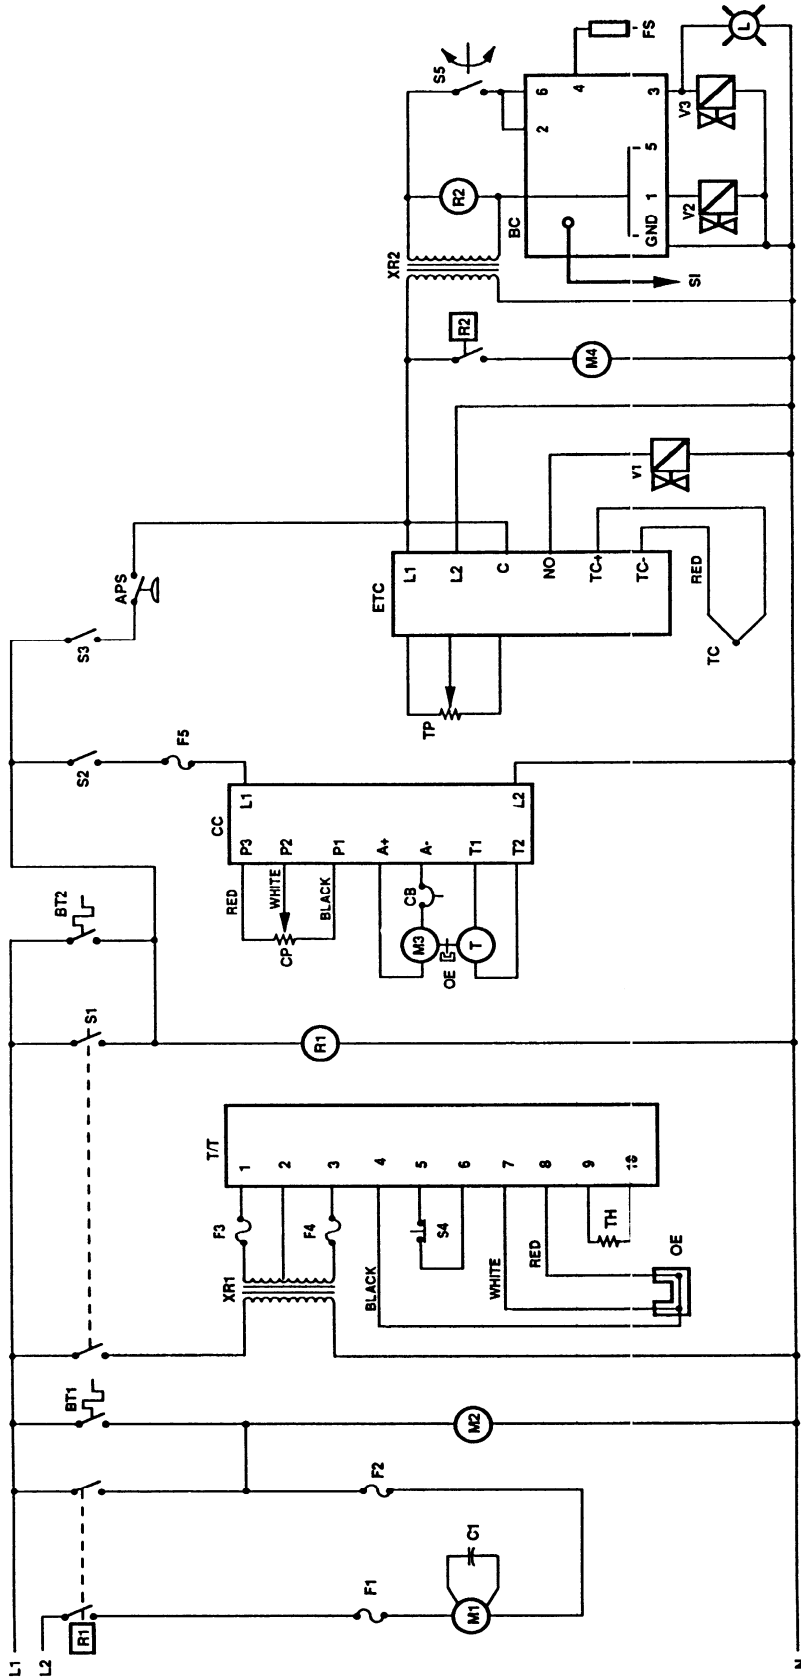 L1
L2
N
R1
F1
M1
C1
F2
BT1
M2
XR1
F3
F4
T/T
1
2
3
4
5
6
7
8
9
10
BLACK
S4
WHITE
RED
TH
OE
S1
R1
BT2
S2
F5
CC
L1
L2
P3
P2
P1
A+
A-
T1
T2
RED
WHITE
BLACK
CP
CB
M3
OE
T
S3
APS
ETC
L1
L2
C
NO
TC+
TC-
TP
RED
TC
V1
R2
M4
XR2
R2
S5
BC
6
2
4
GND
1
5
3
SI
FS
V2
V3
L